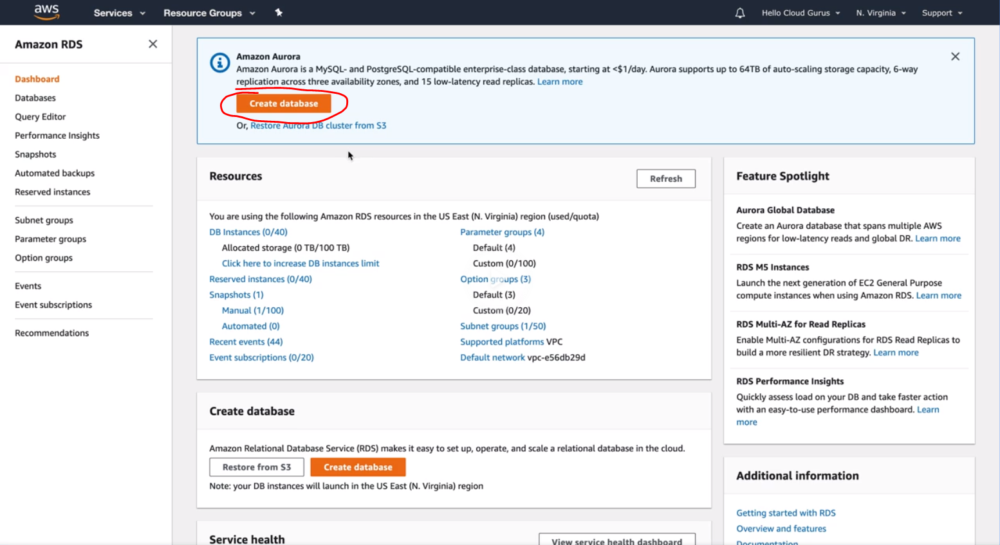 aws
Services
Resource Groups
Hello Cloud Gurus
N. Virginia
Support
Amazon RDS
Dashboard
Databases
Query Editor
Performance Insights
Snapshots
Automated backups
Reserved instances
Subnet groups
Parameter groups
Option groups
Events
Event subscriptions
Recommendations
Amazon Aurora
Amazon Aurora is a MySQL- and PostgreSQL-compatible enterprise-class database, starting at <$1/day. Aurora supports up to 64TB of auto-scaling storage capacity, 6-way
replication across three availability zones, and 15 low-latency read replicas. Learn more
Create database
Or, Restore Aurora DB cluster from S3
Resources
Refresh
You are using the following Amazon RDS resources in the US East (N. Virginia) region (used/quota)
DB Instances (0/40)
Allocated storage (0 TB/100 TB)
Click here to increase DB instances limit
Reserved instances (0/40)
Snapshots (1)
Manual (1/100)
Automated (0)
Recent events (44)
Event subscriptions (0/20)
Parameter groups (4)
Default (4)
Custom (0/100)
Option groups (3)
Default (3)
Custom (0/20)
Subnet groups (1/50)
Supported platforms VPC
Default network vpc-e56db29d
Create database
Amazon Relational Database Service (RDS) makes it easy to set up, operate, and scale a relational database in the cloud.
Restore from S3
Create database
Note: your DB instances will launch in the US East (N. Virginia) region
Service health
View service health dashboard
Feature Spotlight
Aurora Global Database
Create an Aurora database that spans multiple AWS
regions for low-latency reads and global DR. Learn more
RDS M5 Instances
Launch the next generation of EC2 General Purpose
compute instances when using Amazon RDS. Learn more
RDS Multi-AZ for Read Replicas
Enable Multi-AZ configurations for RDS Read Replicas to
build a more resilient DR strategy. Learn more
RDS Performance Insights
Quickly assess load on your DB and take faster action
with an easy-to-use performance dashboard. Learn
more
Additional information
Getting started with RDS
Overview and features
Documentation